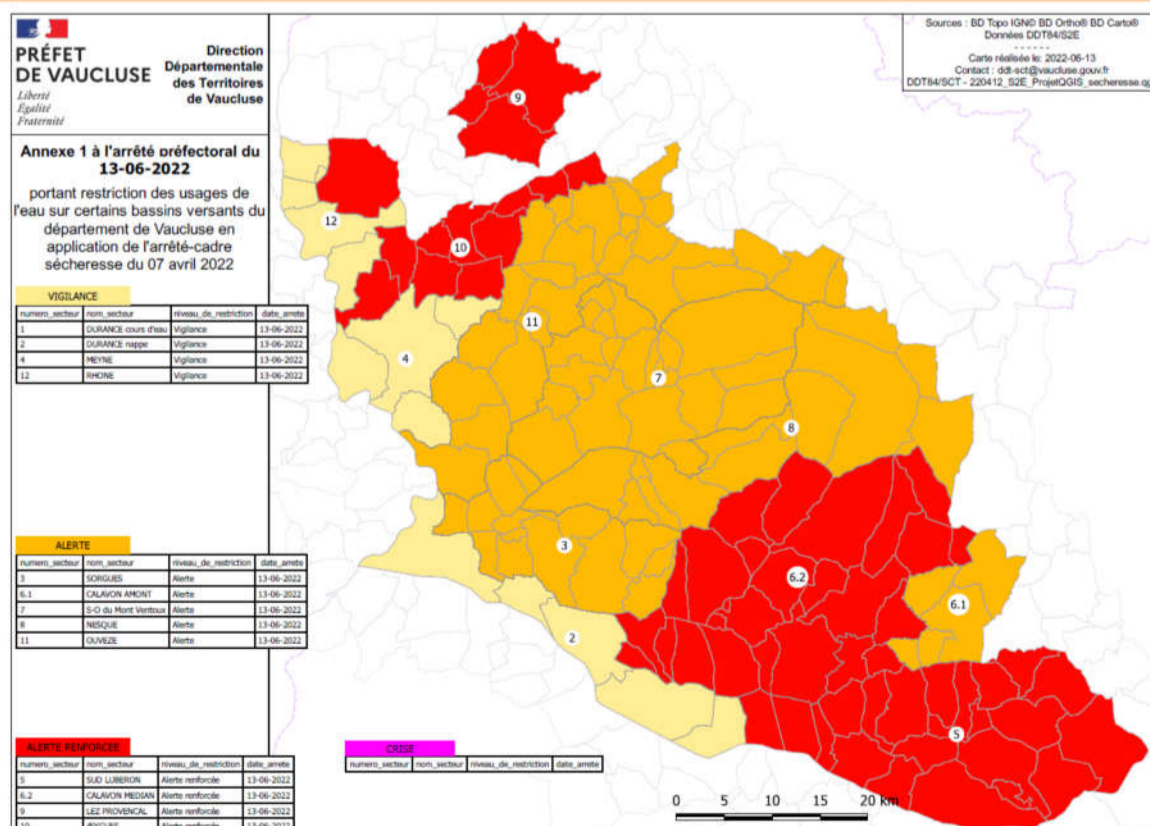 PRÉFET
DE VAUCLUSE
Liberté
Égalité
Fraternité
Direction
Départementale
des Territoires
de Vaucluse
Annexe 1 à l'arrêté préfectoral du
13-06-2022
portant restriction des usages de
l'eau sur certains bassins versants du
département de Vaucluse en
application de l'arrêté-cadre
sécheresse du 07 avril 2022
VIGILANCE
numero_secteur nom_secteur niveau_de_restriction date_arrete
1 DURANCE cours d'eau Vigilance 13-06-2022
2 DURANCE nappe Vigilance 13-06-2022
4 MEYNE Vigilance 13-06-2022
12 RHONE Vigilance 13-06-2022
ALERTE
numero_secteur nom_secteur niveau_de_restriction date_arrete
3 SORGUES Alerte 13-06-2022
6.1 CALAVON AMONT Alerte 13-06-2022
7 S-O du Mont Ventoux Alerte 13-06-2022
8 NESQUE Alerte 13-06-2022
11 OUVEZE Alerte 13-06-2022
ALERTE RENFORCEE
numero_secteur nom_secteur niveau_de_restriction date_arrete
5 SUD LUBERON Alerte renforcée 13-06-2022
6.2 CALAVON MEDIAN Alerte renforcée 13-06-2022
9 LEZ PROVENCAL Alerte renforcée 13-06-2022
10 Alerte renforcée 13-06-2022
Sources : BD Topo IGN© BD Ortho® BD Carto®
Données DDT84/S2E
- - - - - -
Carte réalisée le: 2022-06-13
Contact : ddt-sct@vaucluse.gouv.fr
DDT84/SCT - 220412_S2E_ProjetQGIS_secheresse.qg
9
12
10
11
4
7
8
3
6.2
6.1
2
5
CRISE
numero_secteur nom_secteur niveau_de_restriction date_arrete
0 5 10 15 20 km